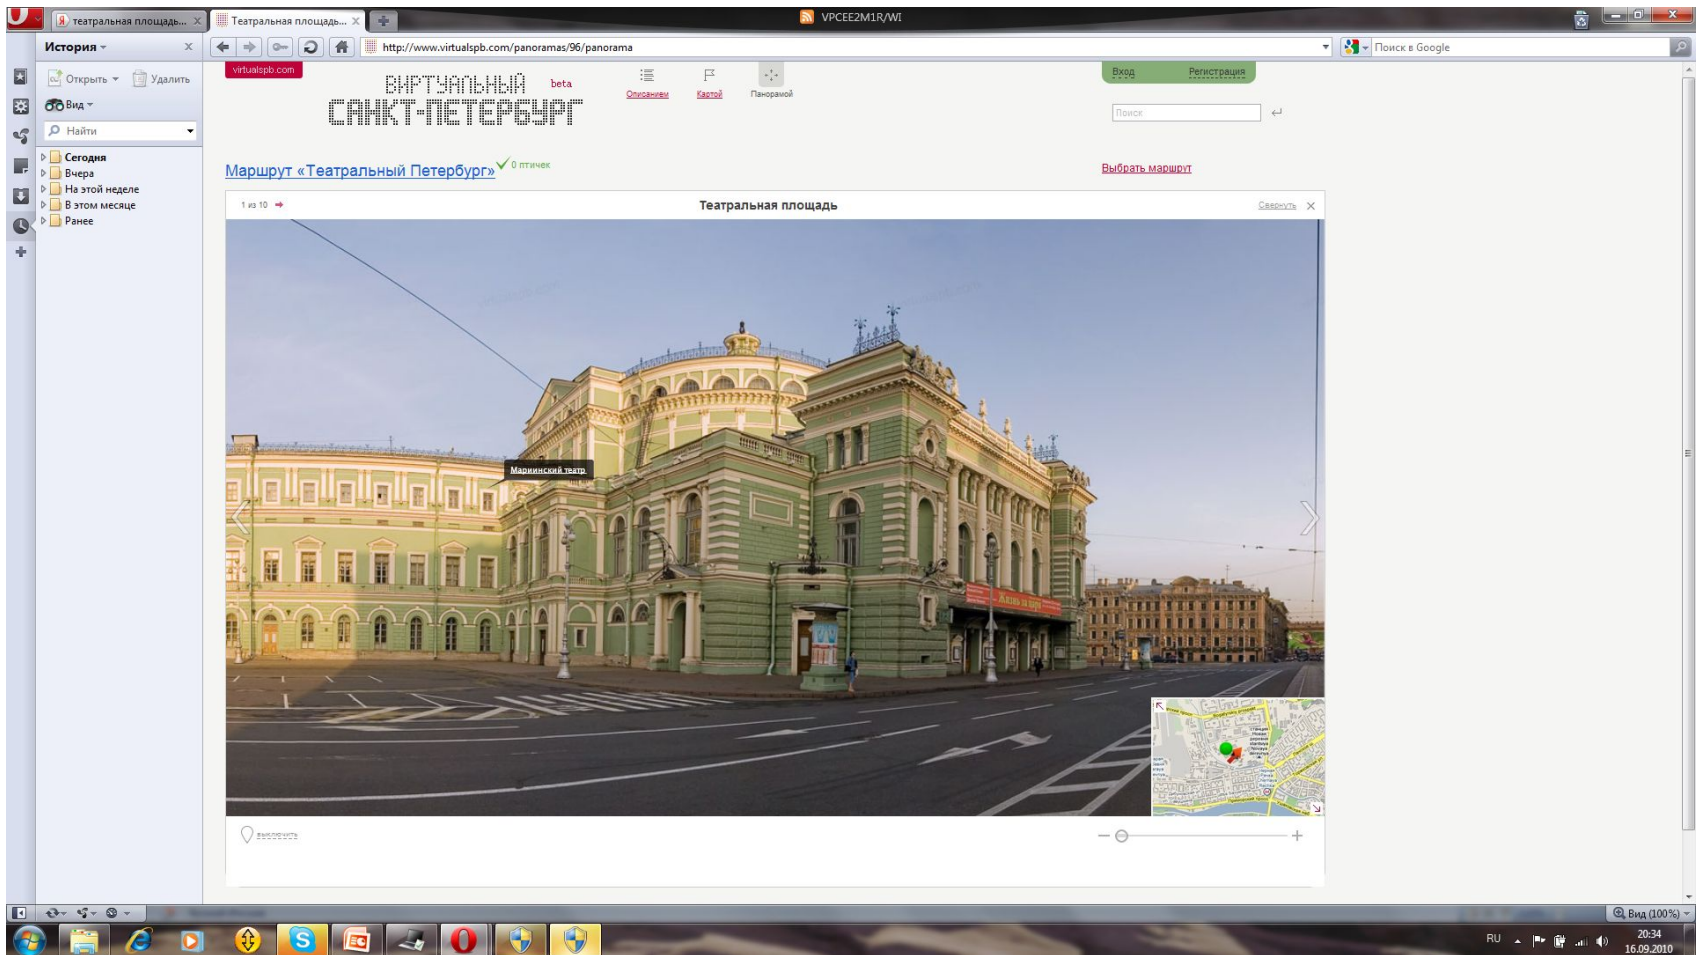 театральная площадь...
Театральная площадь...
VPCEE2M1R/WI
История
http://www.virtualspb.com/panoramas/96/panorama
Поиск в Google
Открыть
Удалить
Вид
Найти
Сегодня
Вчера
На этой неделе
В этом месяце
Ранее
virtualspb.com
ВИРТУАЛЬНЫЙ beta
САНКТ-ПЕТЕРБУРГ
Описанием
Картой
Панорамой
Вход
Регистрация
Поиск
Маршрут «Театральный Петербург»
0 птичек
Выбрать маршрут
1 из 10
Театральная площадь
Свернуть
Мариинский театр
Жизнь за царя
выключить
Вид (100%)
RU
20:34
16.09.2010